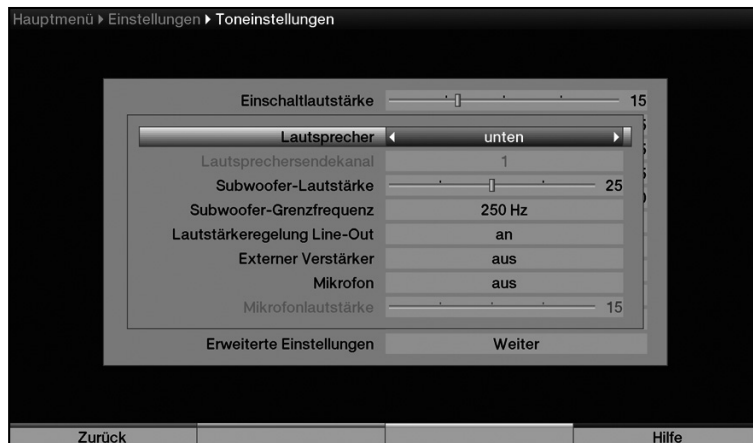 Hauptmenü Einstellungen Toneinstellungen
Einschaltlautstärke 15
Lautsprecher unten
Lautsprechersendekanal 1
Subwoofer-Lautstärke 25
Subwoofer-Grenzfrequenz 250 Hz
Lautstärkeregelung Line-Out an
Externer Verstärker aus
Mikrofon aus
Mikrofonlautstärke 15
Erweiterte Einstellungen Weiter
Zurück Hilfe